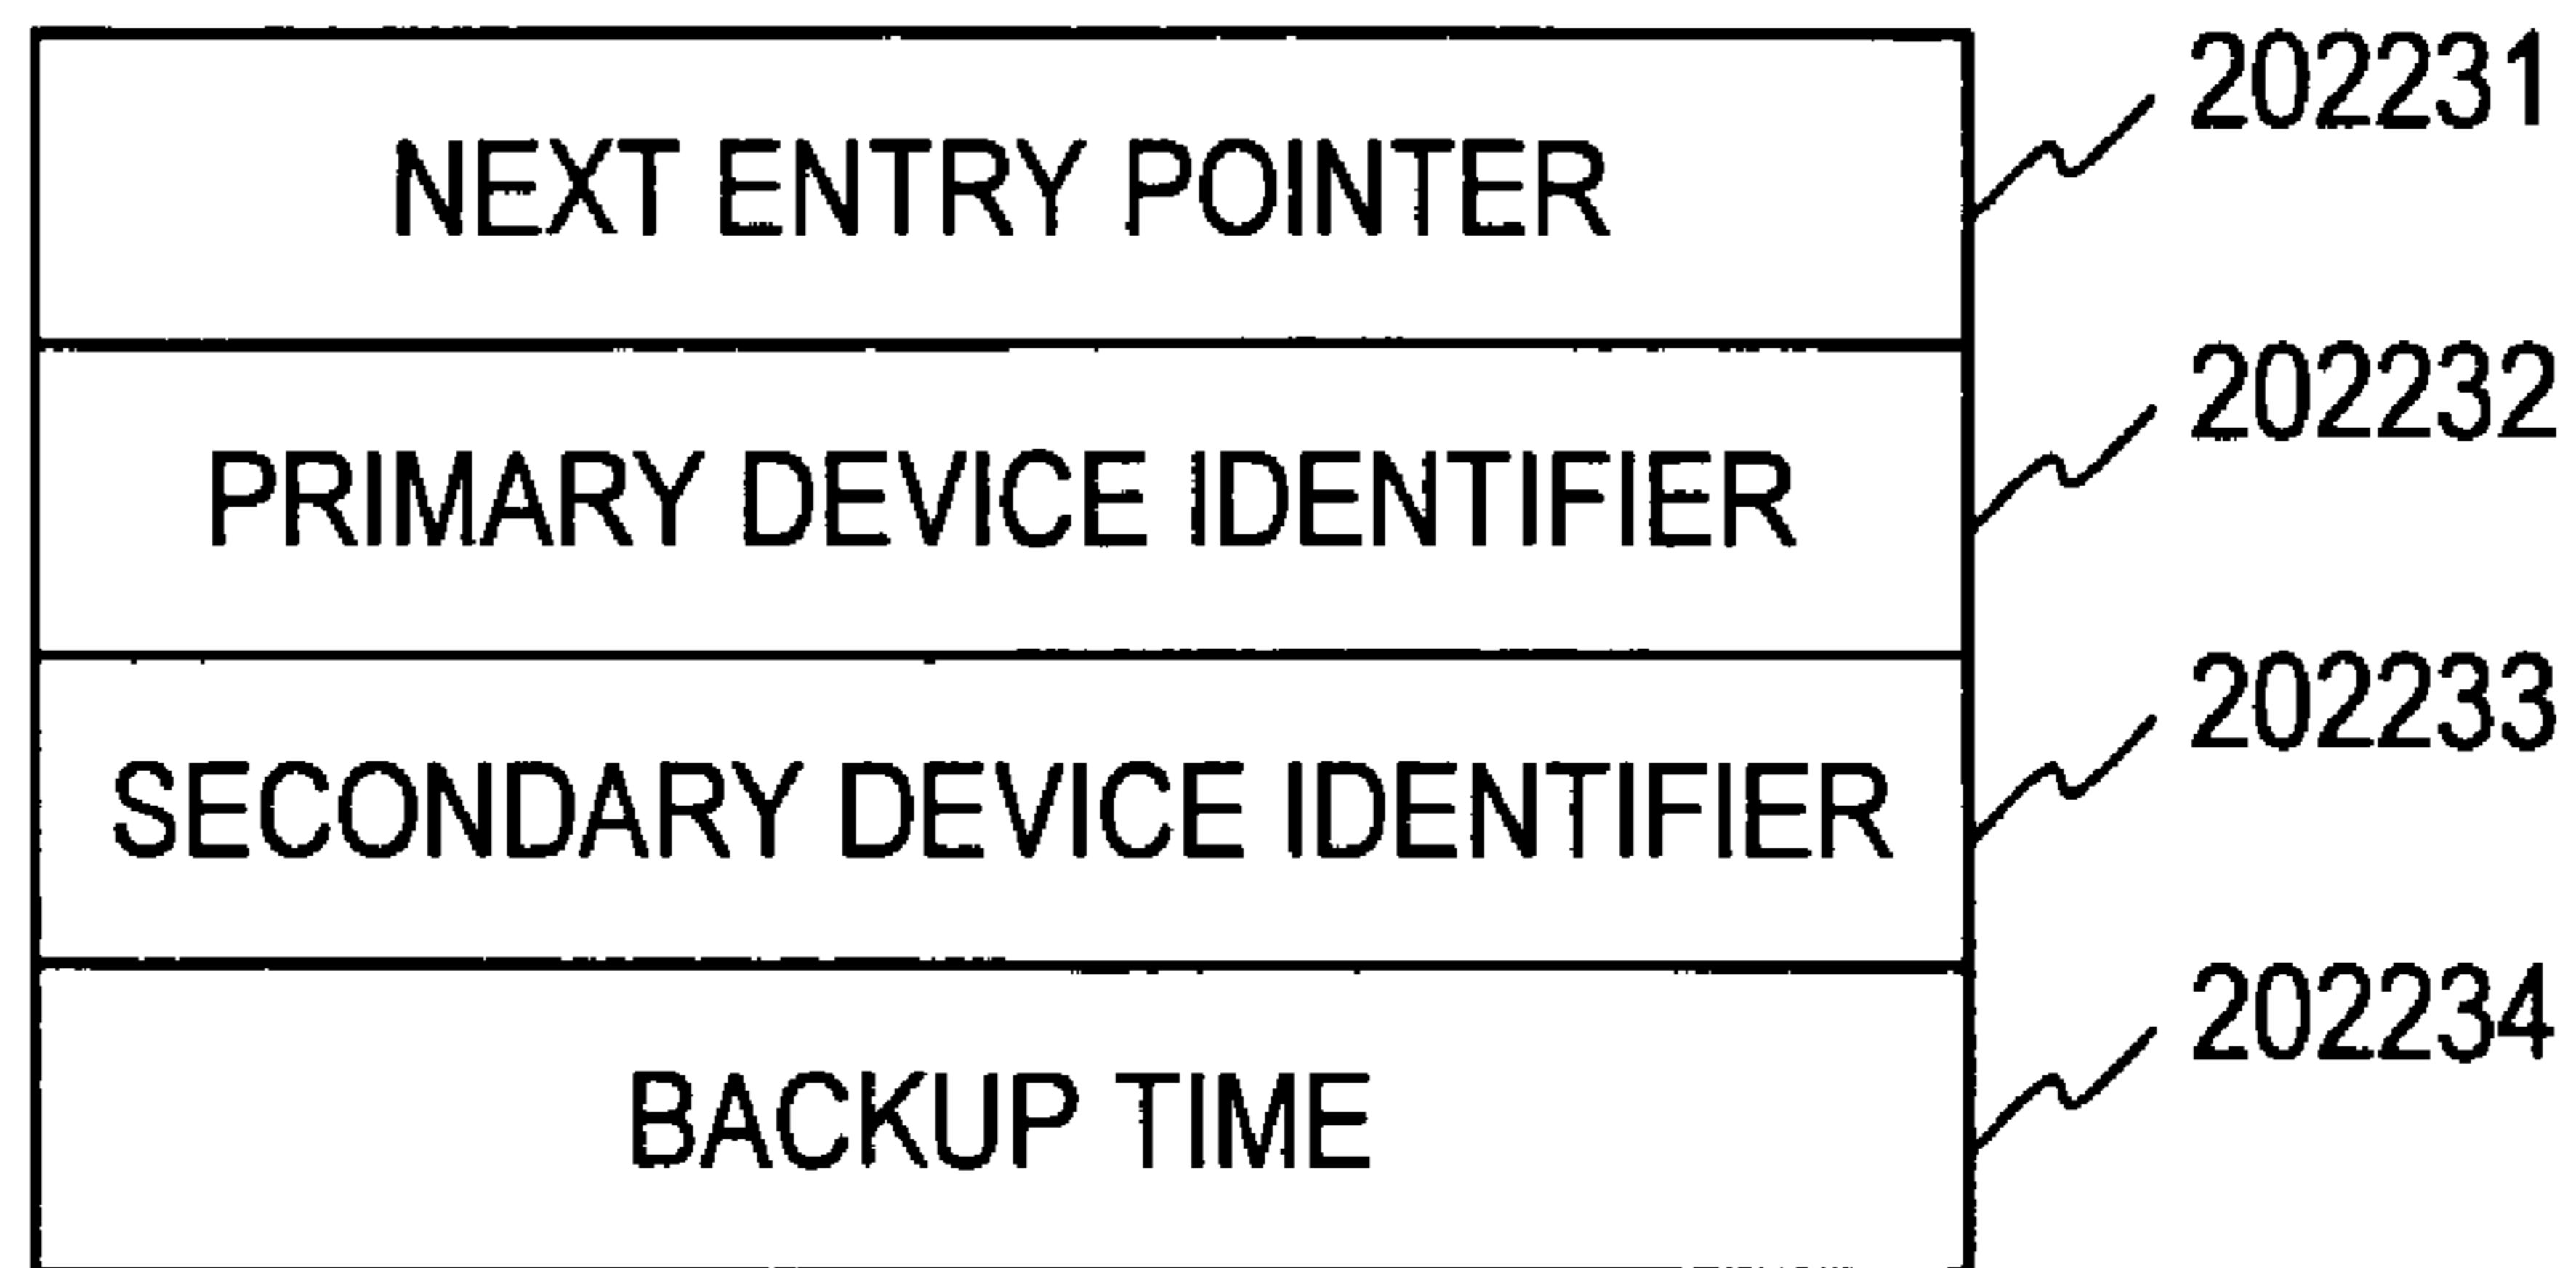 NEXT ENTRY POINTER 202231
PRIMARY DEVICE IDENTIFIER 202232
SECONDARY DEVICE IDENTIFIER 202233
BACKUP TIME 202234